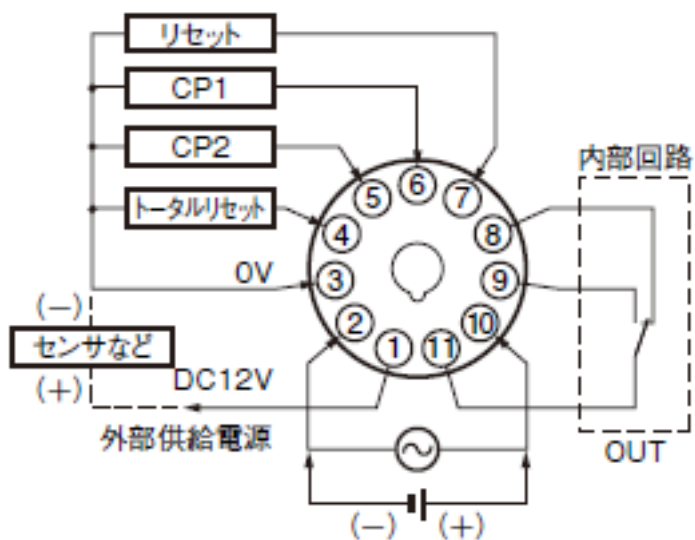 リセット
CP1
CP2
トータルリセット
0V
(−)
センサなど
(+)
DC12V
外部供給電源
1
2
3
4
5
6
7
8
9
10
11
内部回路
OUT
(−)
(+)